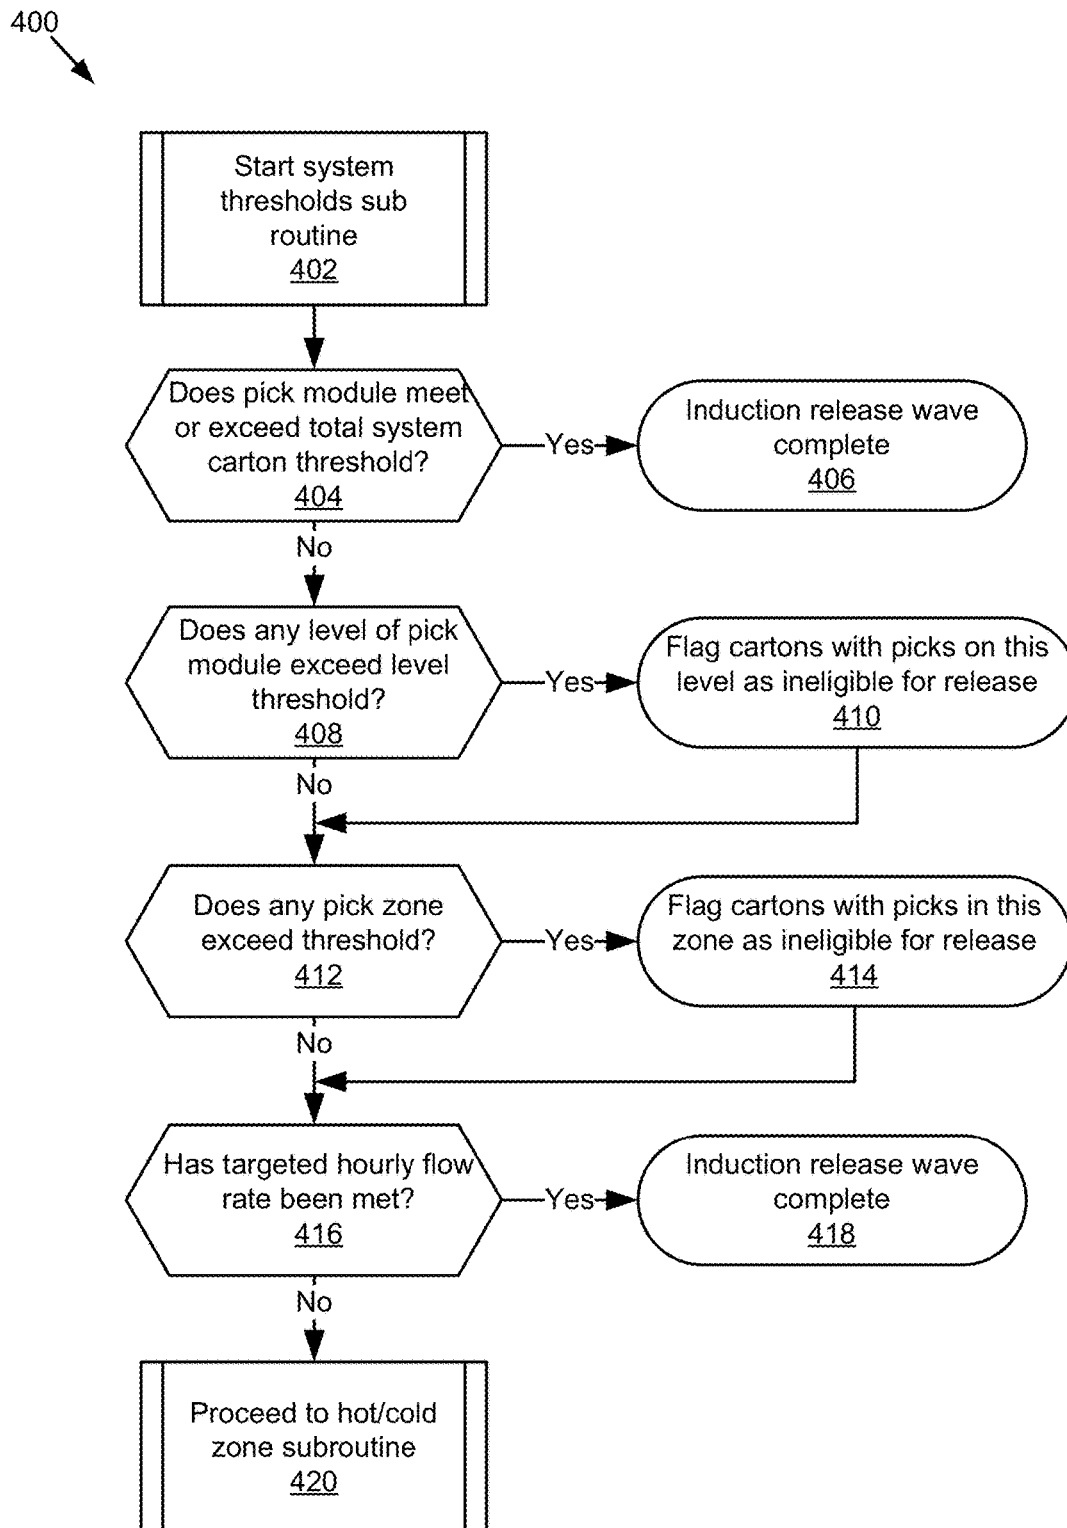 400
Start system
thresholds sub
routine
402
Does pick module meet
or exceed total system
carton threshold?
404
Yes
Induction release wave
complete
406
No
Does any level of pick
module exceed level
threshold?
408
Yes
Flag cartons with picks on this
level as ineligible for release
410
No
Does any pick zone
exceed threshold?
412
Yes
Flag cartons with picks in this
zone as ineligible for release
414
No
Has targeted hourly flow
rate been met?
416
Yes
Induction release wave
complete
418
No
Proceed to hot/cold
zone subroutine
420